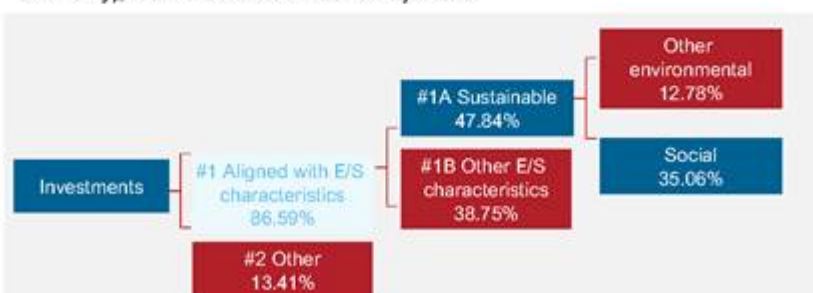 Other
environmental
12.78%
#1A Sustainable
47.84%
Social
35.06%
Investments
#1 Aligned with E/S
characteristics
86.59%
#1B Other E/S
characteristics
38.75%
#2 Other
13.41%